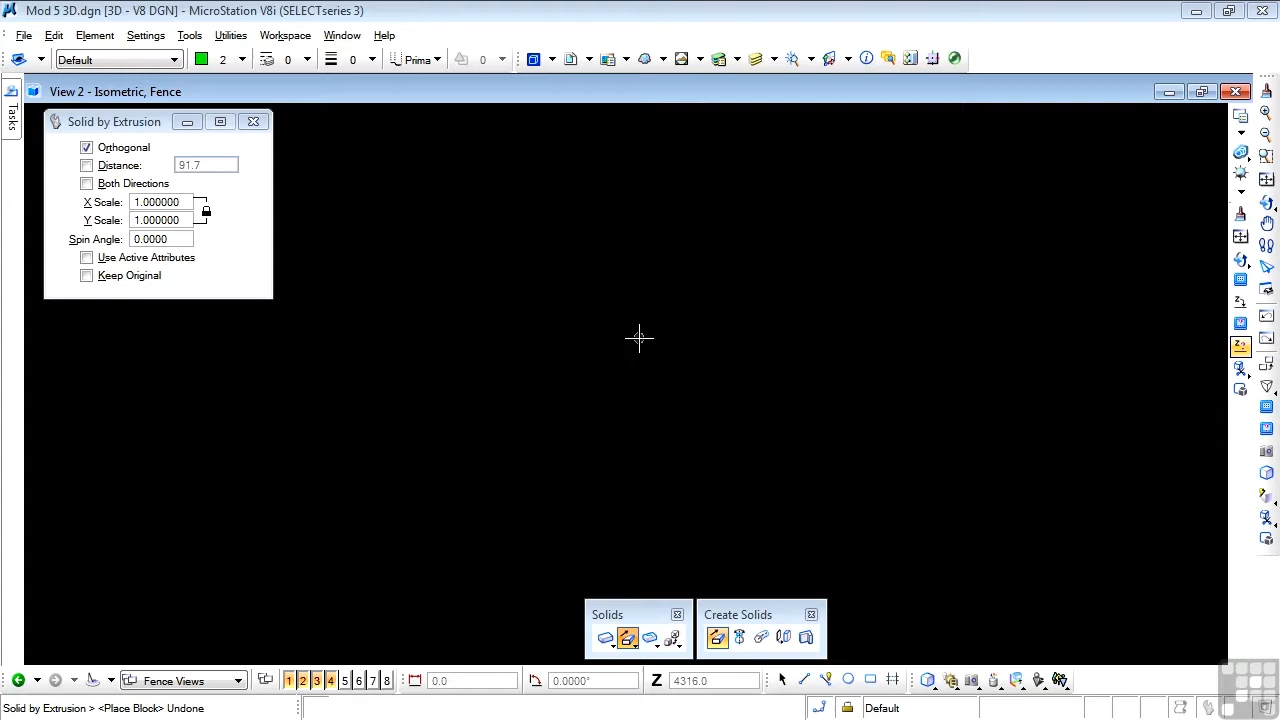 Mod 5 3D.dgn [3D - V8 DGN] - MicroStation V8i (SELECTseries 3)
File Edit Element Settings Tools Utilities Workspace Window Help
Default 2 0 0 Prima 0
View 2 - Isometric, Fence
Tasks
Solid by Extrusion
Orthogonal
Distance: 91.7
Both Directions
X Scale: 1.000000
Y Scale: 1.000000
Spin Angle: 0.0000
Use Active Attributes
Keep Original
Solids Create Solids
Fence Views 1 2 3 4 5 6 7 8 0.0 0.0000° Z 4316.0
Solid by Extrusion > <Place Block> Undone Default